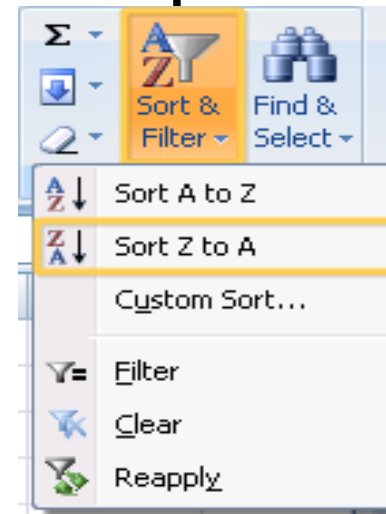 Σ
A
Z
Sort &
Filter
Find &
Select
A
Z
Sort A to Z
Z
A
Sort Z to A
Custom Sort...
Filter
Clear
Reapply